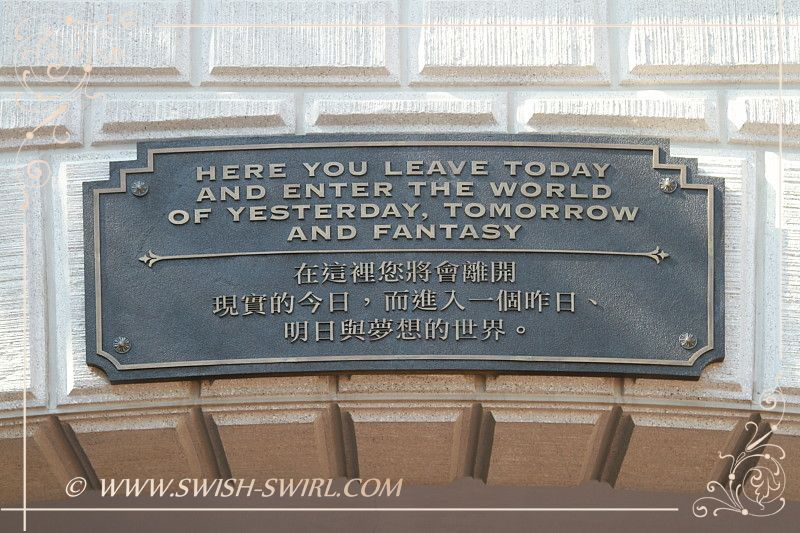 HERE YOU LEAVE TODAY
AND ENTER THE WORLD
OF YESTERDAY, TOMORROW
AND FANTASY
在這裡您將會離開
現實的今日，而進入一個昨日、
明日與夢想的世界。
© WWW.SWISH-SWIRL.COM